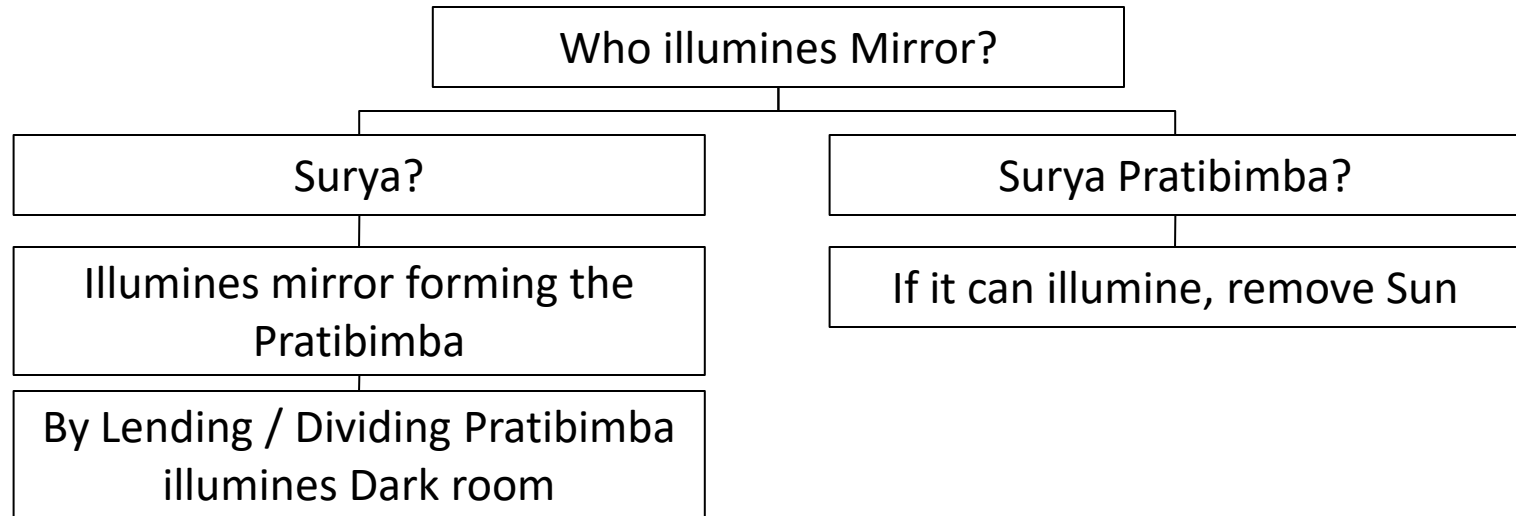 Who illumines Mirror?
Surya?
Surya Pratibimba?
Illumines mirror forming the
Pratibimba
If it can illumine, remove Sun
By Lending / Dividing Pratibimba
illumines Dark room